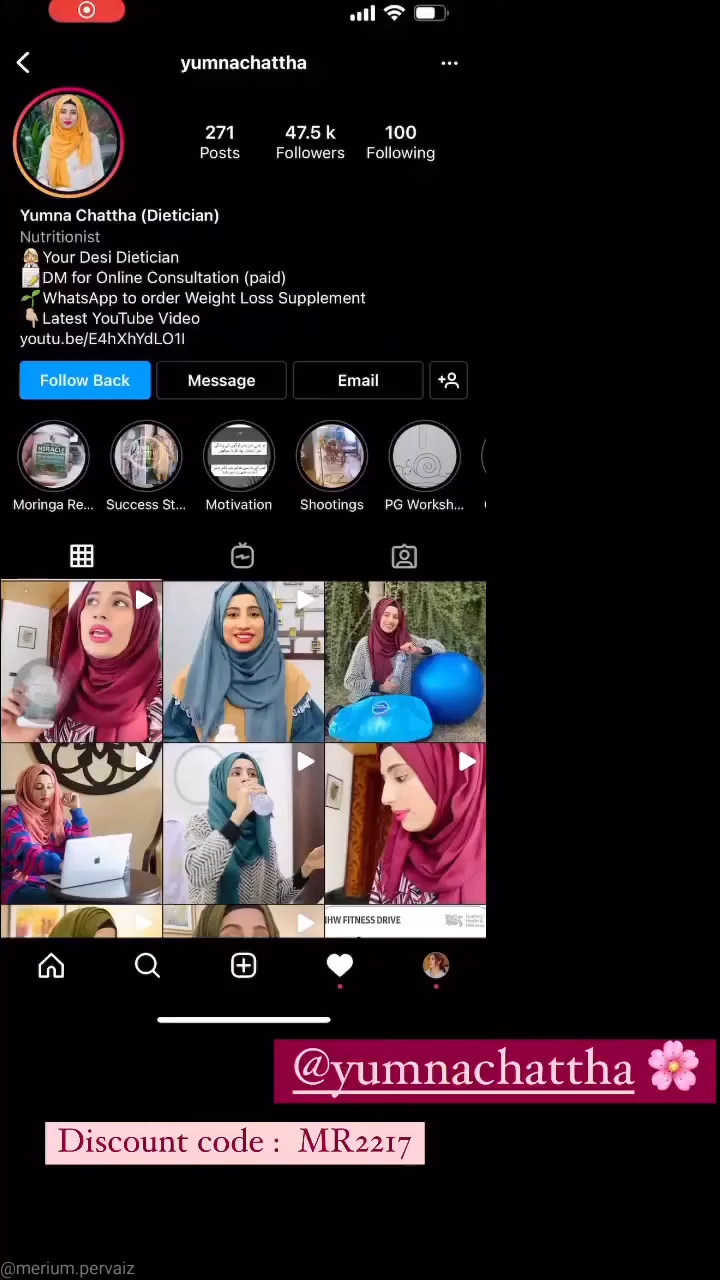 yumnachattha
271
47.5 k
100
Posts
Followers
Following
Yumna Chattha (Dietician)
Nutritionist
👩🏼‍⚕️Your Desi Dietician
📝DM for Online Consultation (paid)
🌱WhatsApp to order Weight Loss Supplement
👇🏼Latest YouTube Video
youtu.be/E4hXhYdLO1I
Follow Back
Message
Email
MIRACLE
Moringa Re...
Success St...
Motivation
Shootings
PG Worksh...
HW FITNESS DRIVE
@yumnachattha 🌸
Discount code : MR2217
@merium.pervaiz